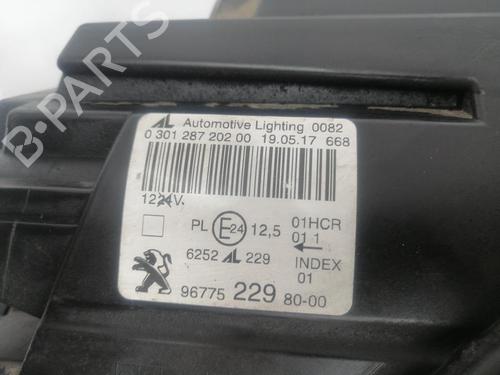 AL Automotive Lighting 0082
0 301 287 202 00 19.05.17 668
1224V.
PL E24 12,5 01HCR
01 1
6252 AL 229 INDEX
01
96775 229 80-00
B-PARTS